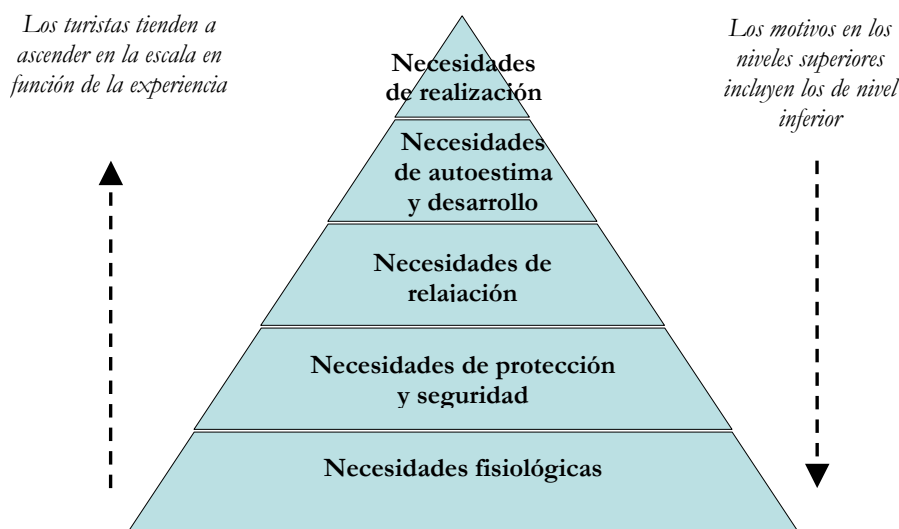 Los turistas tienden a
ascender en la escala en
función de la experiencia
Los motivos en los
niveles superiores
incluyen los de nivel
inferior
Necesidades
de realización
Necesidades
de autoestima
y desarrollo
Necesidades de
relajación
Necesidades de protección
y seguridad
Necesidades fisiológicas